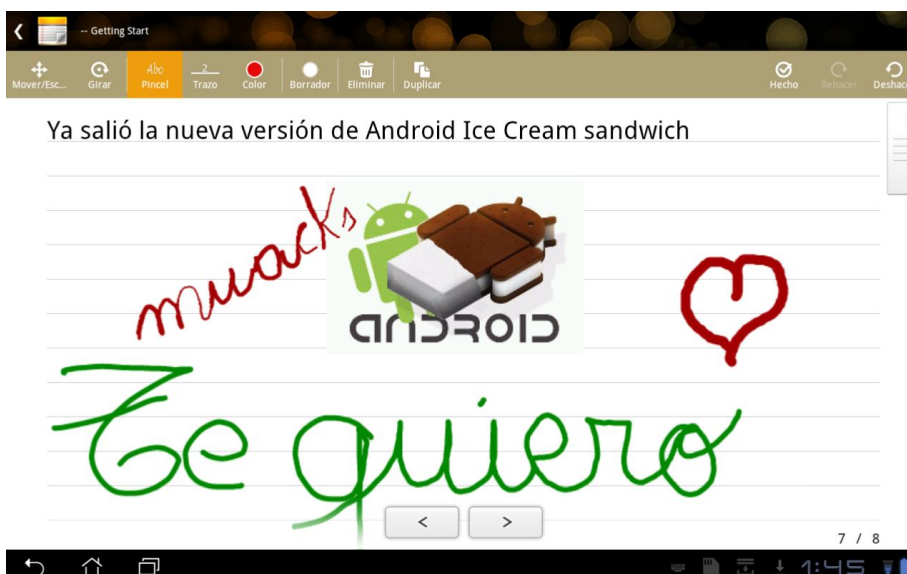 -- Getting Start
Mover/Esc... Girar Abc Pincel 2 Trazo Color Borrador Eliminar Duplicar Hecho Rehacer Deshac
Ya salió la nueva versión de Android Ice Cream sandwich
muacks
ANDROID
Te quiero
< >
7 / 8
1:45